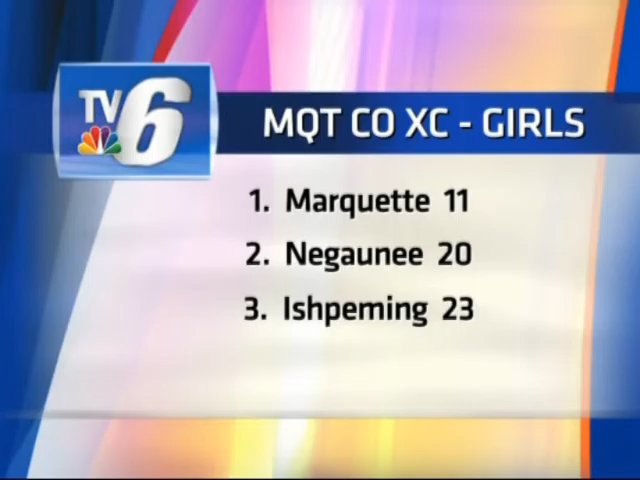 TV6
MQT CO XC - GIRLS
1. Marquette 11
2. Negaunee 20
3. Ishpeming 23